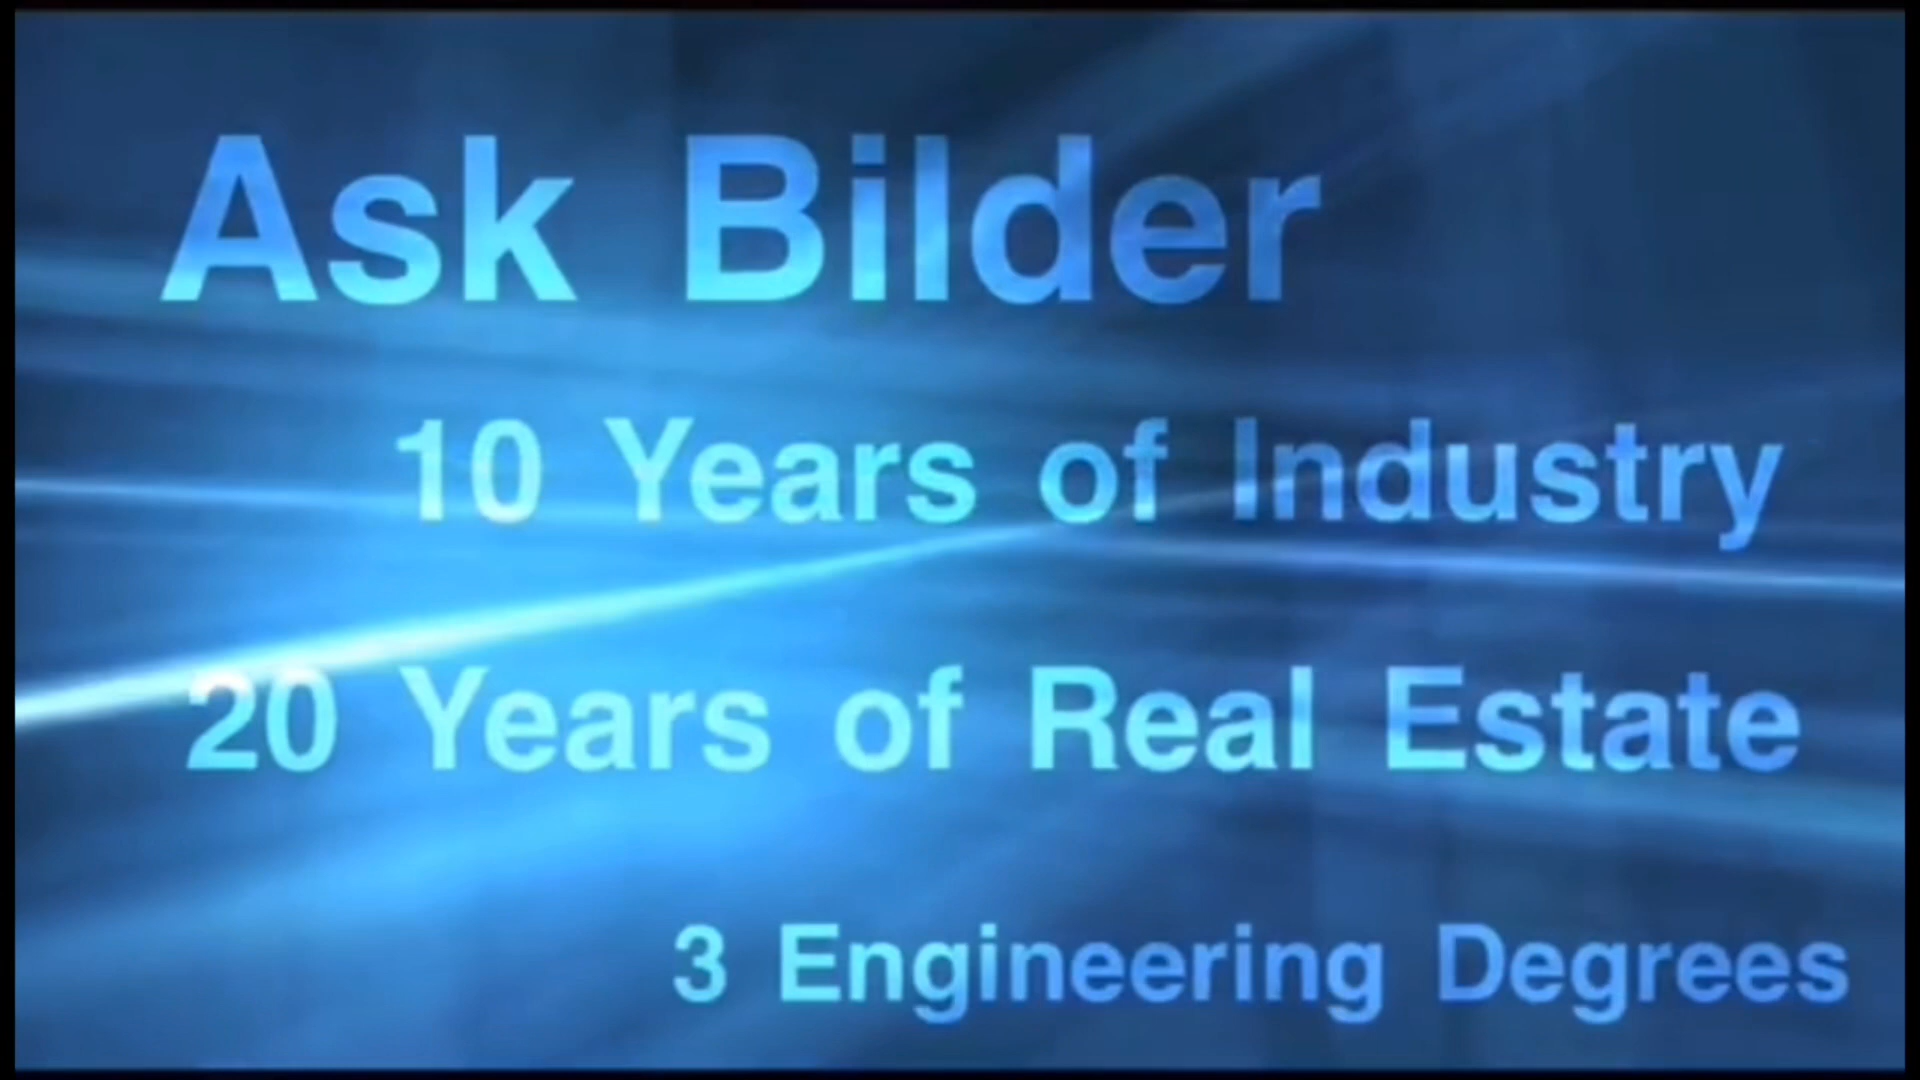 Ask Bilder
10 Years of Industry
20 Years of Real Estate
3 Engineering Degrees